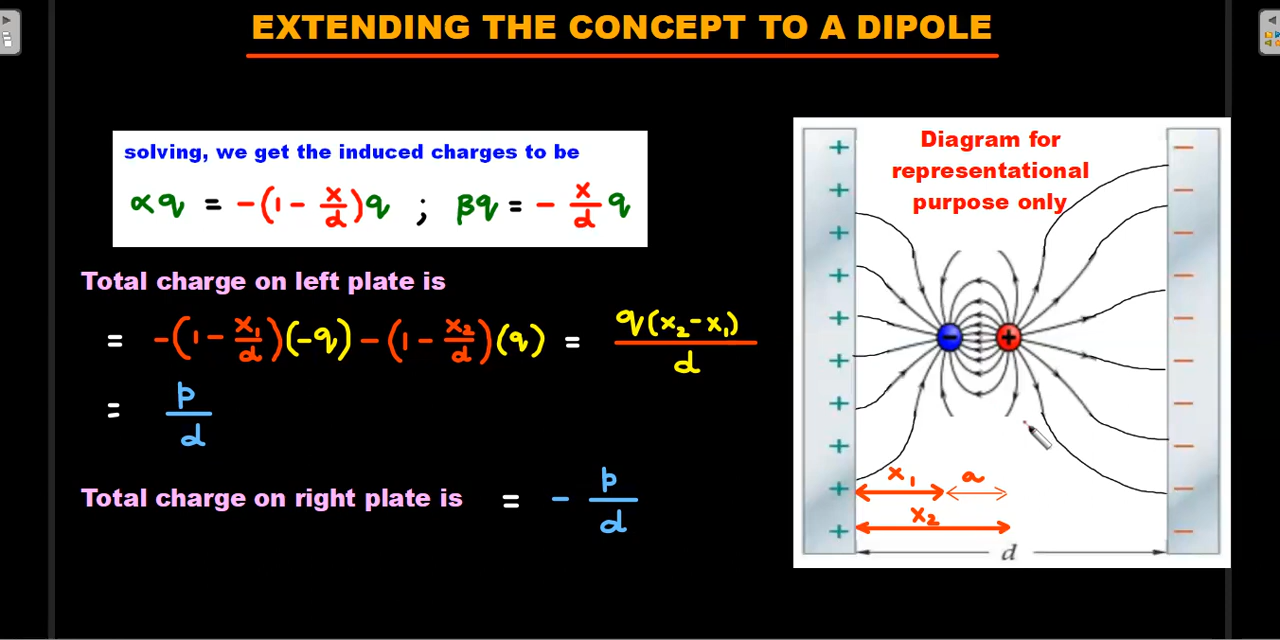 EXTENDING THE CONCEPT TO A DIPOLE
solving, we get the induced charges to be
αq = -(1 - x/d)q ; βq = - x/d q
Total charge on left plate is
= -(1 - x₁/d)(-q) - (1 - x₂/d)(q) = q(x₂-x₁)/d
= p/d
Total charge on right plate is = - p/d
Diagram for
representational
purpose only
+ −
+ −
+ −
+ −
+ − + −
+ −
+ −
+ −
+ −
+ −
x₁ a
x₂
d